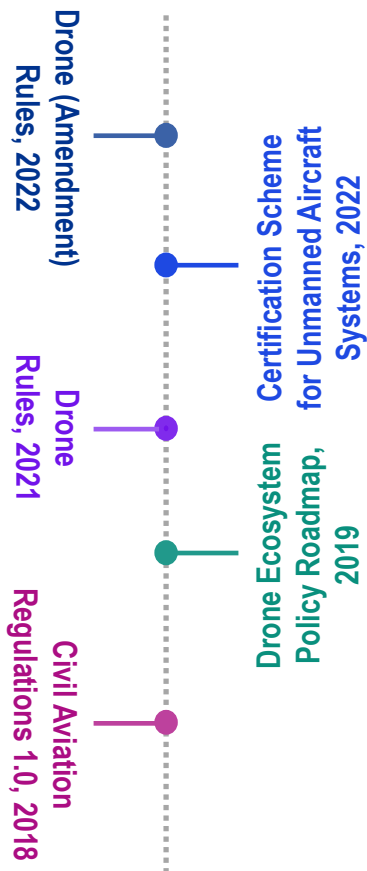 Drone (Amendment)
Rules, 2022
Certification Scheme
for Unmanned Aircraft
Systems, 2022
Drone
Rules, 2021
Drone Ecosystem
Policy Roadmap,
2019
Civil Aviation
Regulations 1.0, 2018